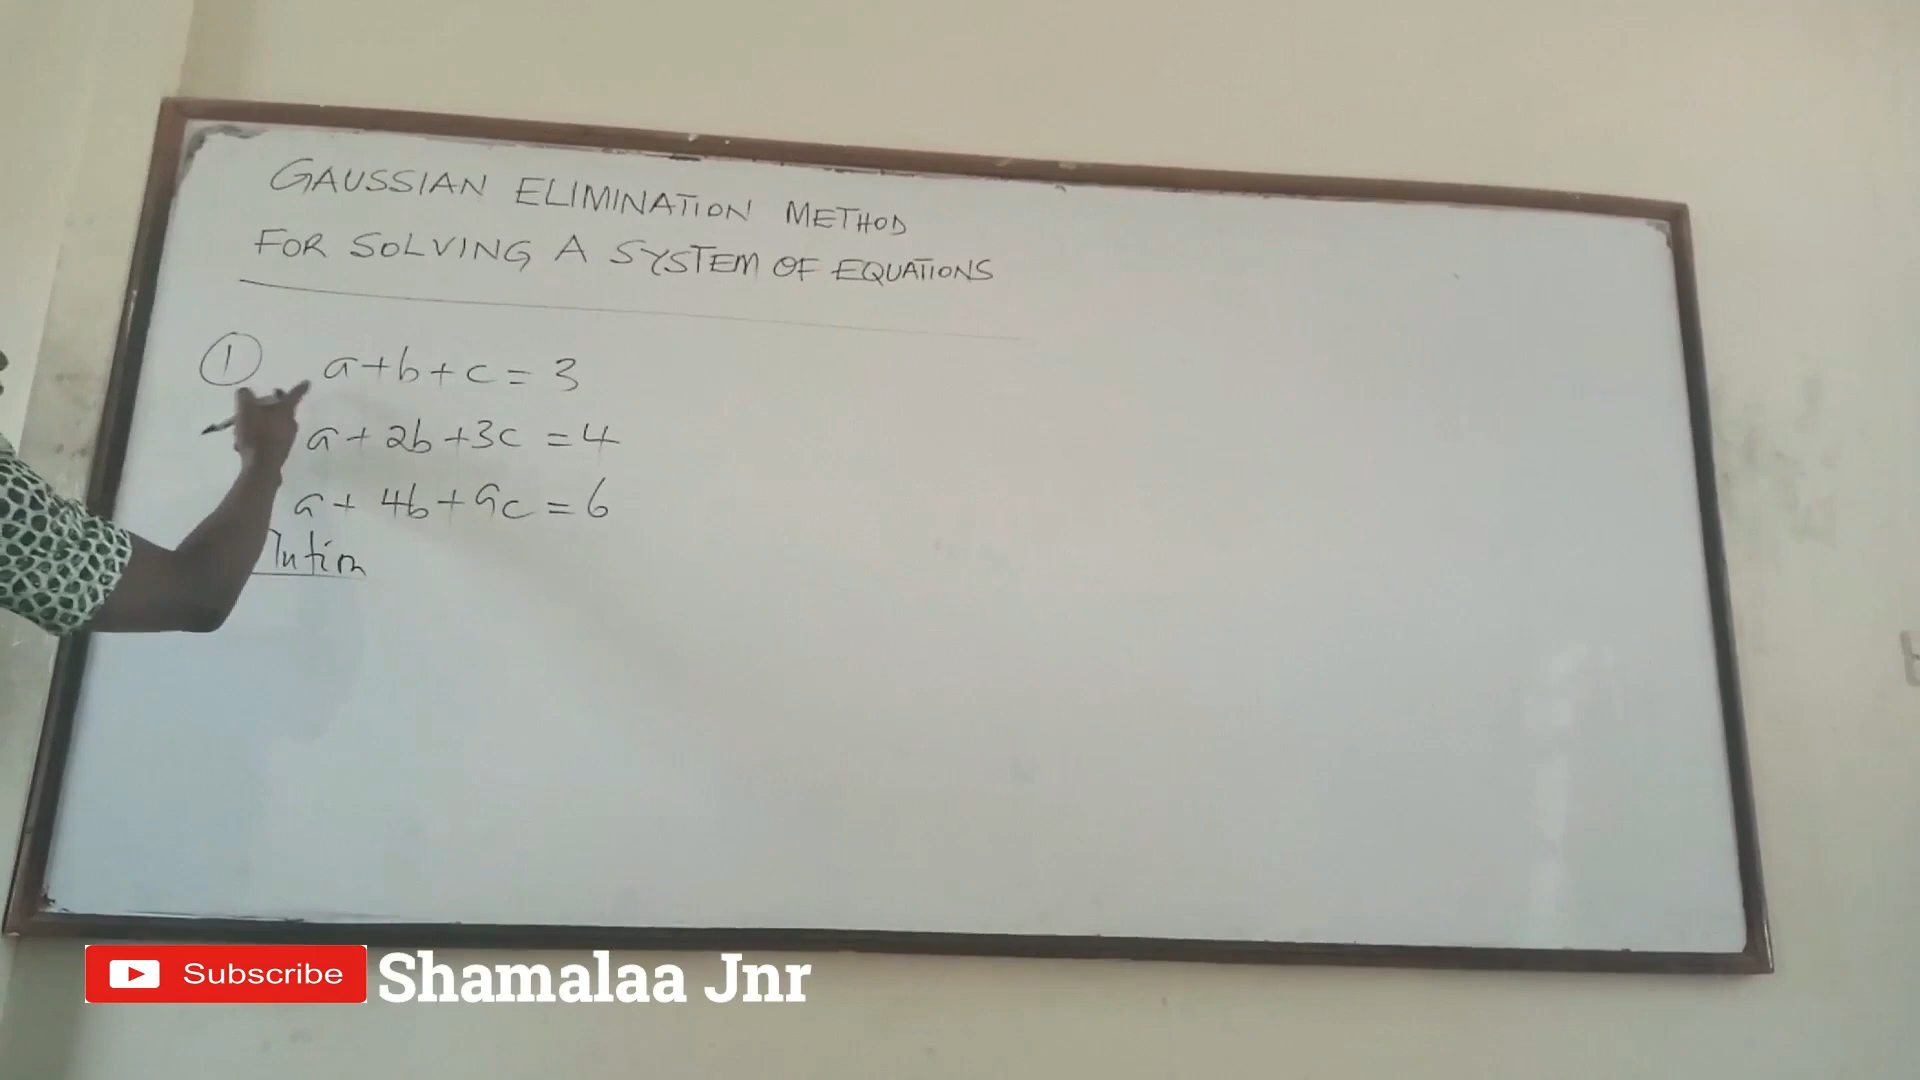 GAUSSIAN ELIMINATION METHOD
FOR SOLVING A SYSTEM OF EQUATIONS
1 a+b+c=3
a+2b+3c=4
a+4b+9c=6
lution
Subscribe Shamalaa Jnr